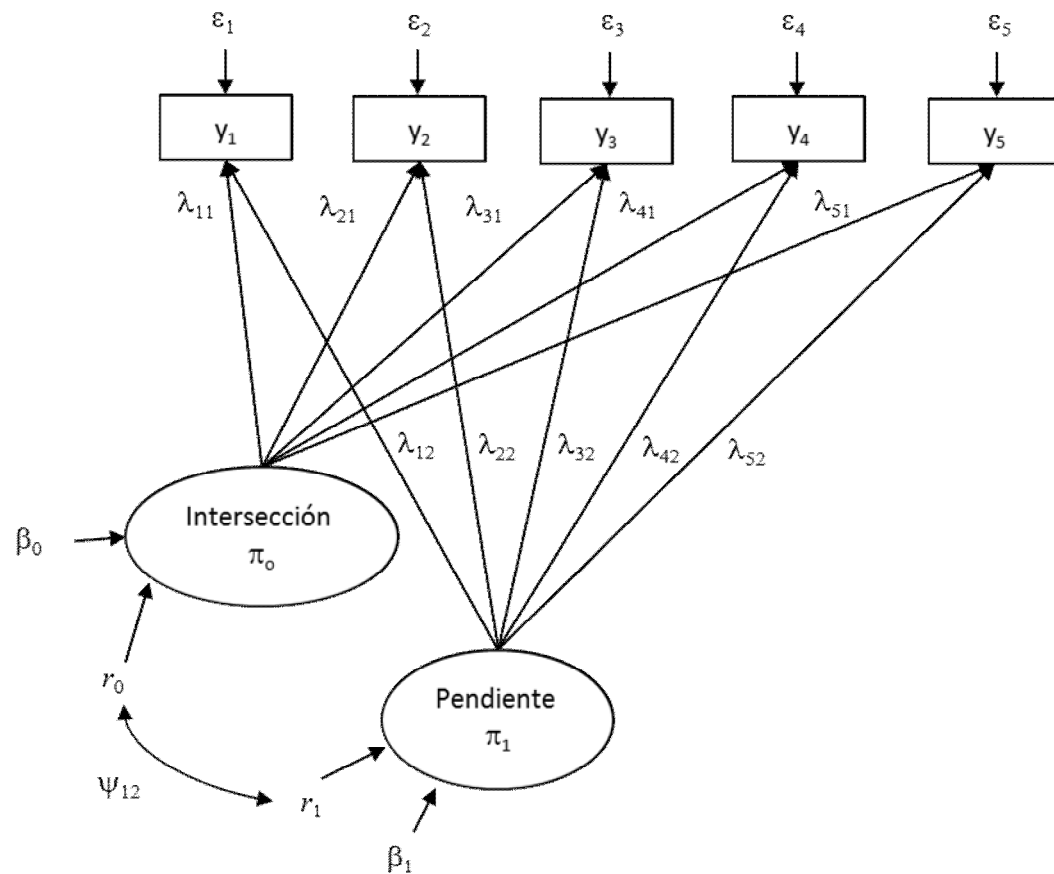 ε1 ε2 ε3 ε4 ε5
y1 y2 y3 y4 y5
λ11 λ21 λ31 λ41 λ51
λ12 λ22 λ32 λ42 λ52
Intersección
πo
β0
r0
Pendiente
π1
ψ12
r1
β1